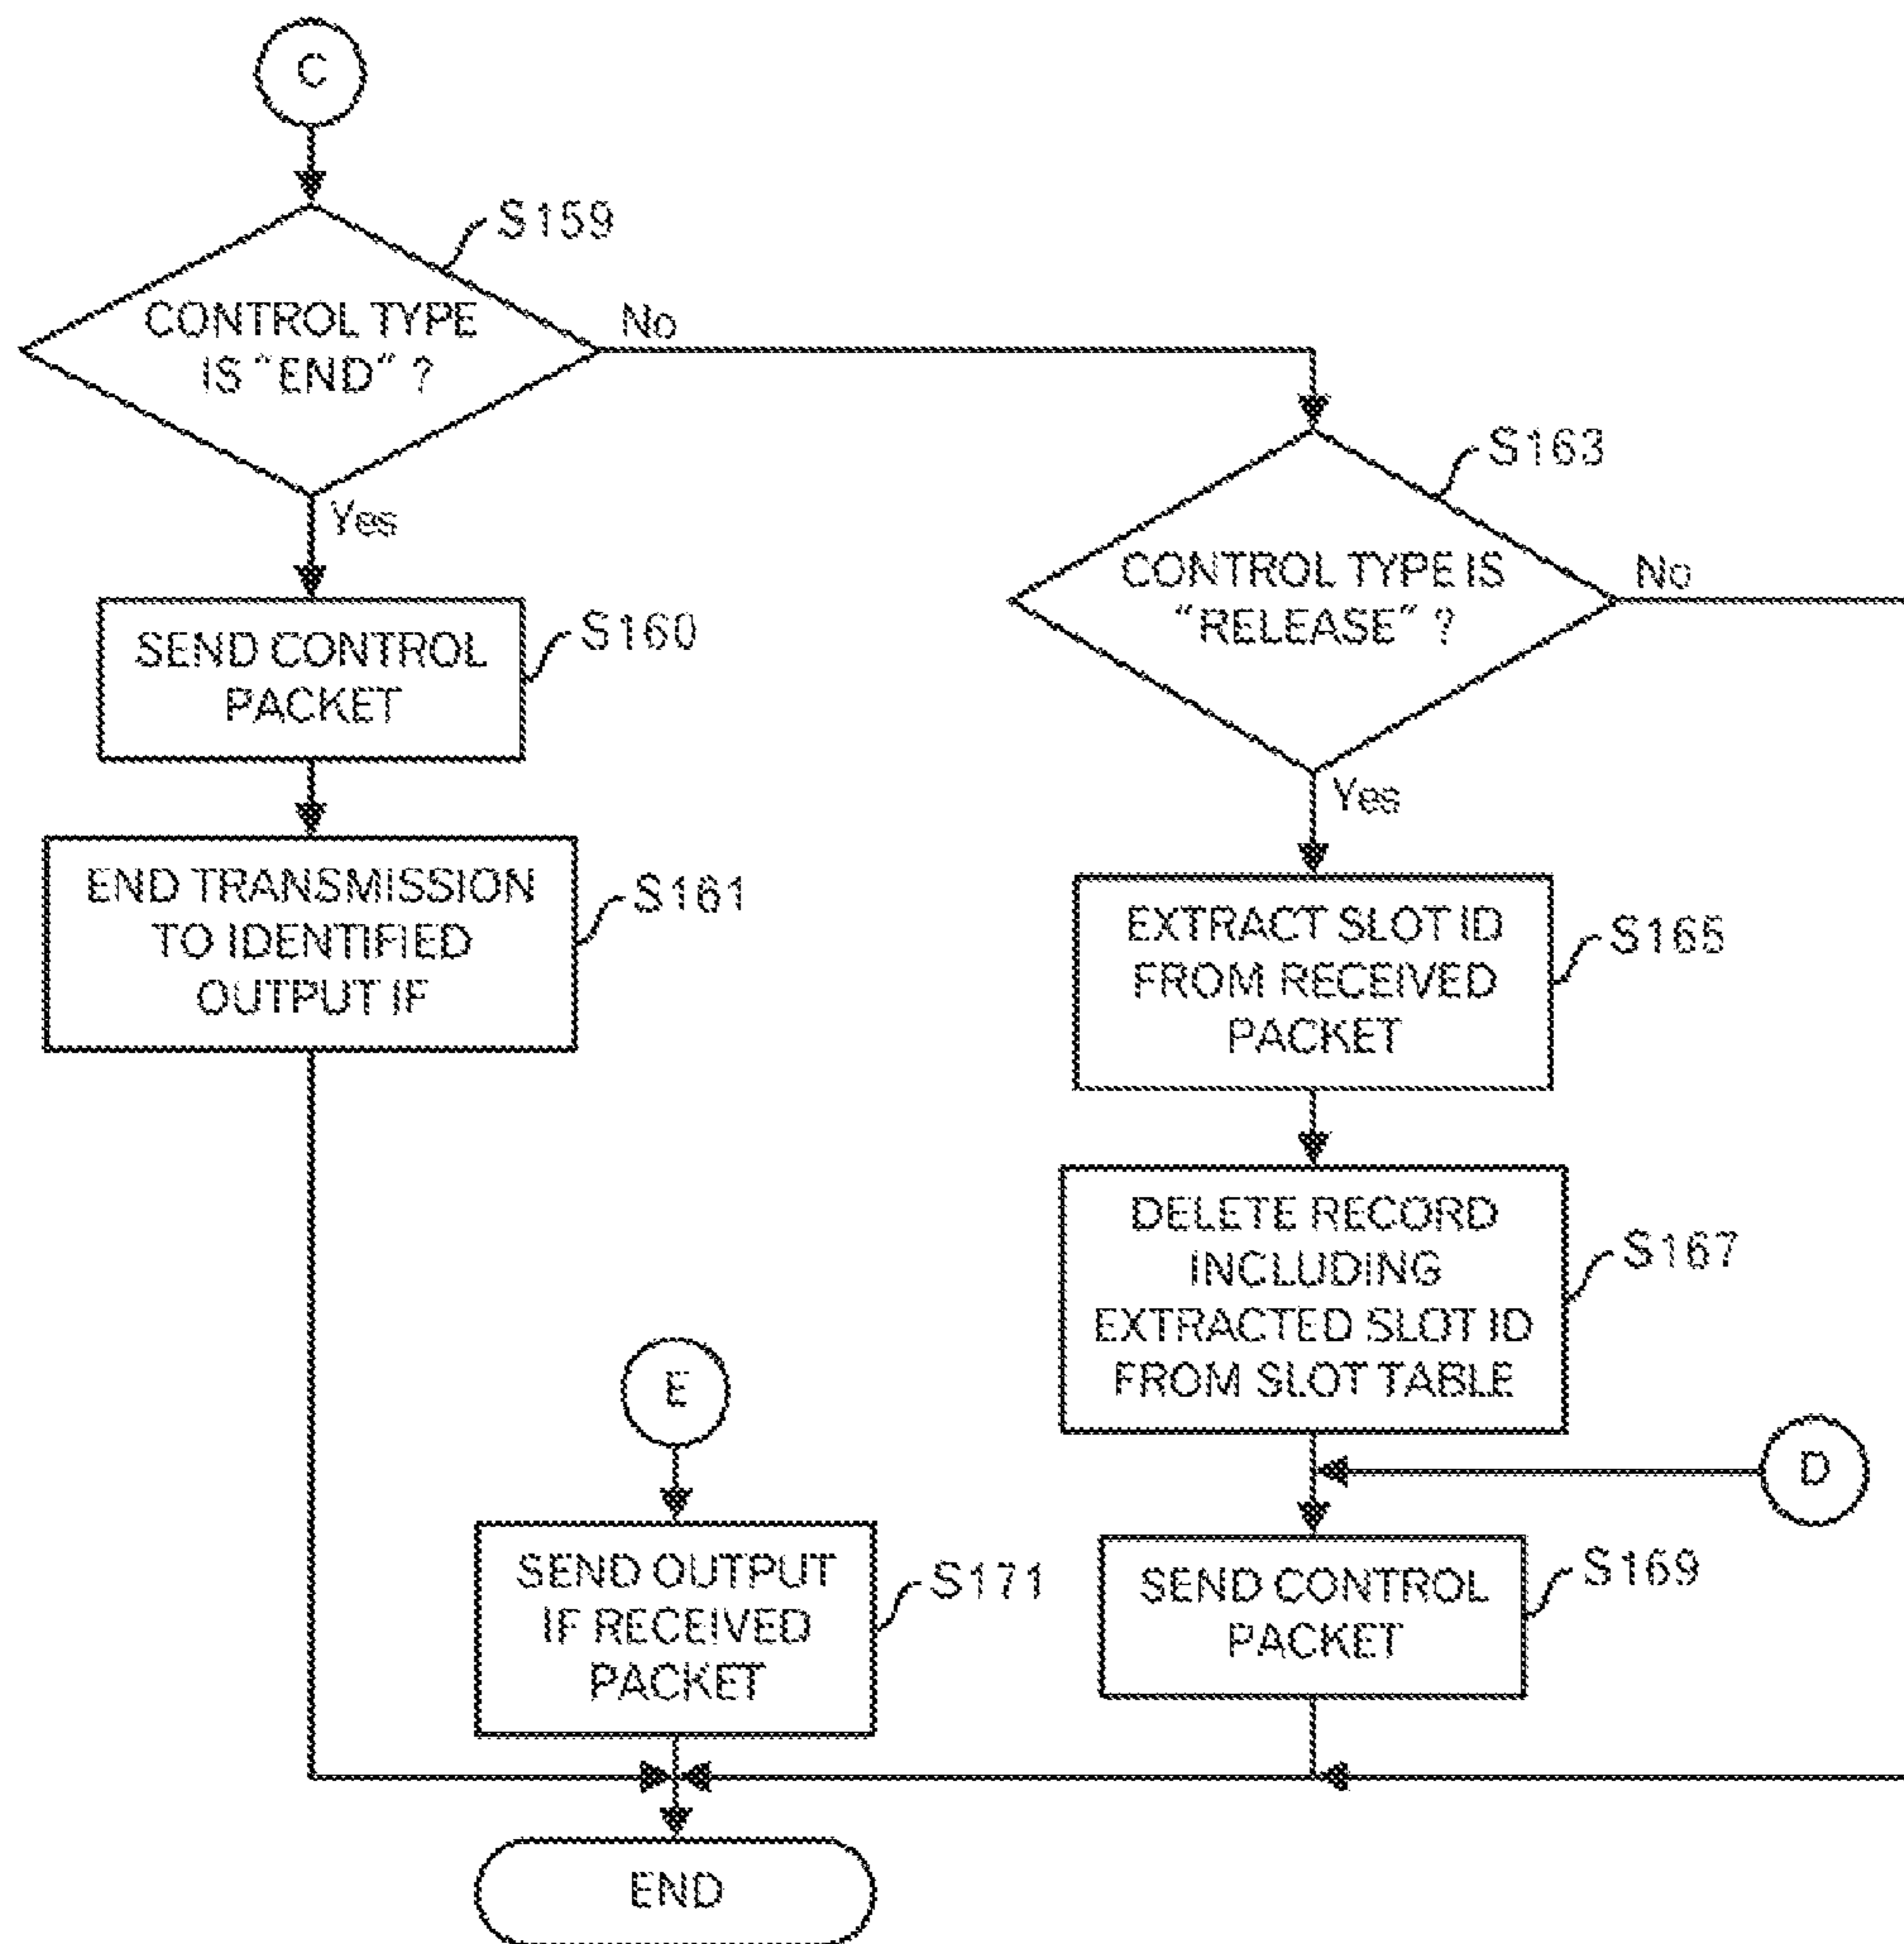 C
S159
CONTROL TYPE
IS "END" ?
No
Yes
S163
CONTROL TYPE IS
"RELEASE" ?
No
Yes
S160
SEND CONTROL
PACKET
S161
END TRANSMISSION
TO IDENTIFIED
OUTPUT IF
S165
EXTRACT SLOT ID
FROM RECEIVED
PACKET
S167
DELETE RECORD
INCLUDING
EXTRACTED SLOT ID
FROM SLOT TABLE
E
D
S171
SEND OUTPUT
IF RECEIVED
PACKET
S169
SEND CONTROL
PACKET
END